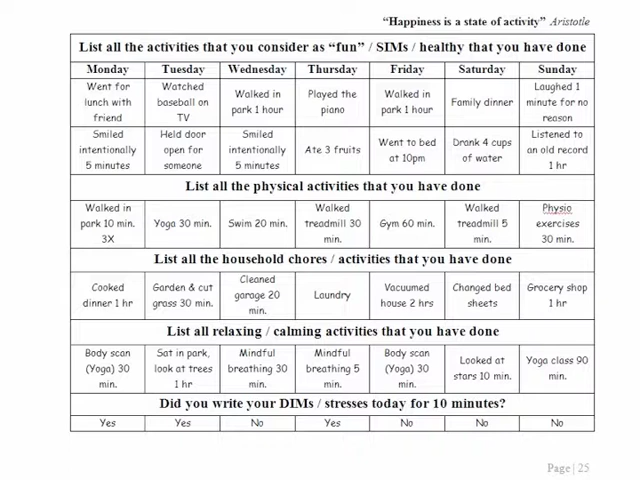 “Happiness is a state of activity” Aristotle
List all the activities that you consider as “fun” / SIMs / healthy that you have done
Monday Tuesday Wednesday Thursday Friday Saturday Sunday
Went for lunch with friend
Watched baseball on TV
Walked in park 1 hour
Played the piano
Walked in park 1 hour
Family dinner
Laughed 1 minute for no reason
Smiled intentionally 5 minutes
Held door open for someone
Smiled intentionally 5 minutes
Ate 3 fruits
Went to bed at 10pm
Drank 4 cups of water
Listened to an old record 1 hr
List all the physical activities that you have done
Walked in park 10 min. 3X
Yoga 30 min.
Swim 20 min.
Walked treadmill 30 min.
Gym 60 min.
Walked treadmill 5 min.
Physio exercises 30 min.
List all the household chores / activities that you have done
Cooked dinner 1 hr
Garden & cut grass 30 min.
Cleaned garage 20 min.
Laundry
Vacuumed house 2 hrs
Changed bed sheets
Grocery shop 1 hr
List all relaxing / calming activities that you have done
Body scan (Yoga) 30 min.
Sat in park, look at trees 1 hr
Mindful breathing 30 min.
Mindful breathing 5 min.
Body scan (Yoga) 30 min.
Looked at stars 10 min.
Yoga class 90 min.
Did you write your DIMs / stresses today for 10 minutes?
Yes Yes No Yes No No No
Page | 25